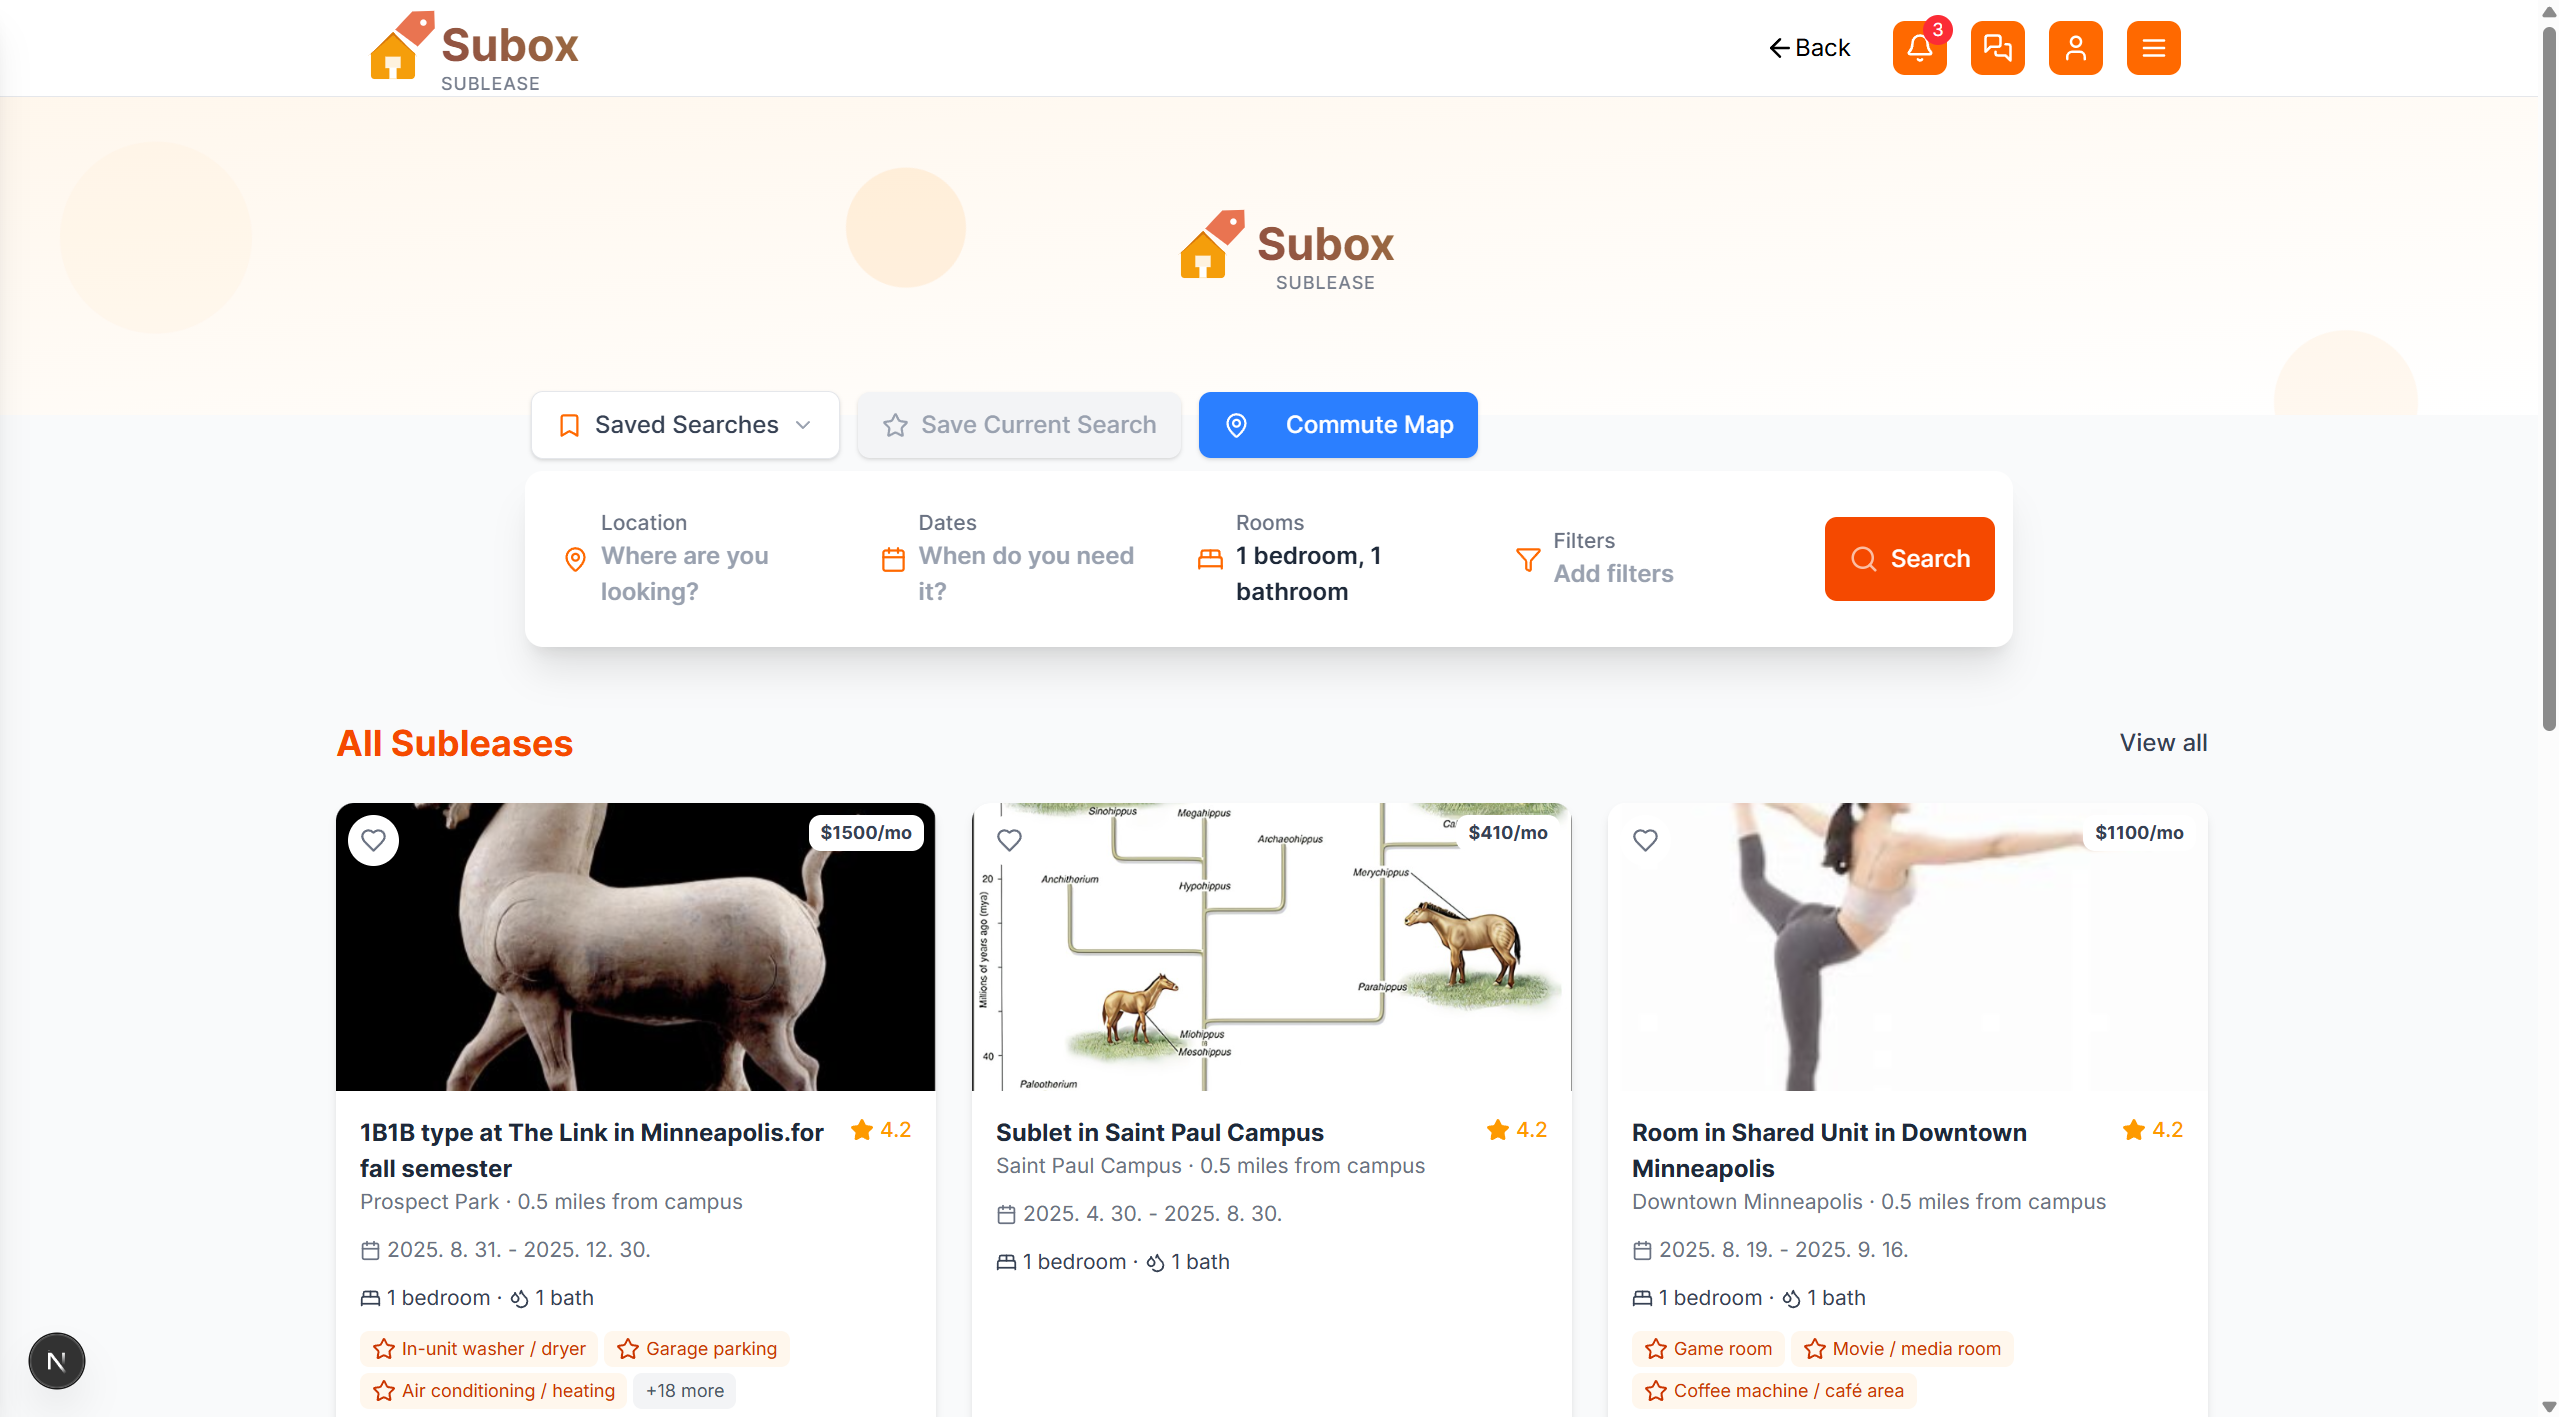 Subox
SUBLEASE
Back
3
Subox
SUBLEASE
Saved Searches
Save Current Search
Commute Map
Location
Where are you
looking?
Dates
When do you need
it?
Rooms
1 bedroom, 1
bathroom
Filters
Add filters
Search
All Subleases
View all
$1500/mo
Sinohippus
Megahippus
Archaeohippus
Ca
$410/mo
20
Anchitherium
Hypohippus
Merychippus
Millions of years ago (mya)
Parahippus
Miohippus
Mesohippus
40
Paleotherium
$1100/mo
1B1B type at The Link in Minneapolis.for
fall semester
4.2
Prospect Park · 0.5 miles from campus
2025. 8. 31. - 2025. 12. 30.
1 bedroom · 1 bath
In-unit washer / dryer
Garage parking
Air conditioning / heating
+18 more
Sublet in Saint Paul Campus
4.2
Saint Paul Campus · 0.5 miles from campus
2025. 4. 30. - 2025. 8. 30.
1 bedroom · 1 bath
Room in Shared Unit in Downtown
Minneapolis
4.2
Downtown Minneapolis · 0.5 miles from campus
2025. 8. 19. - 2025. 9. 16.
1 bedroom · 1 bath
Game room
Movie / media room
Coffee machine / café area
N